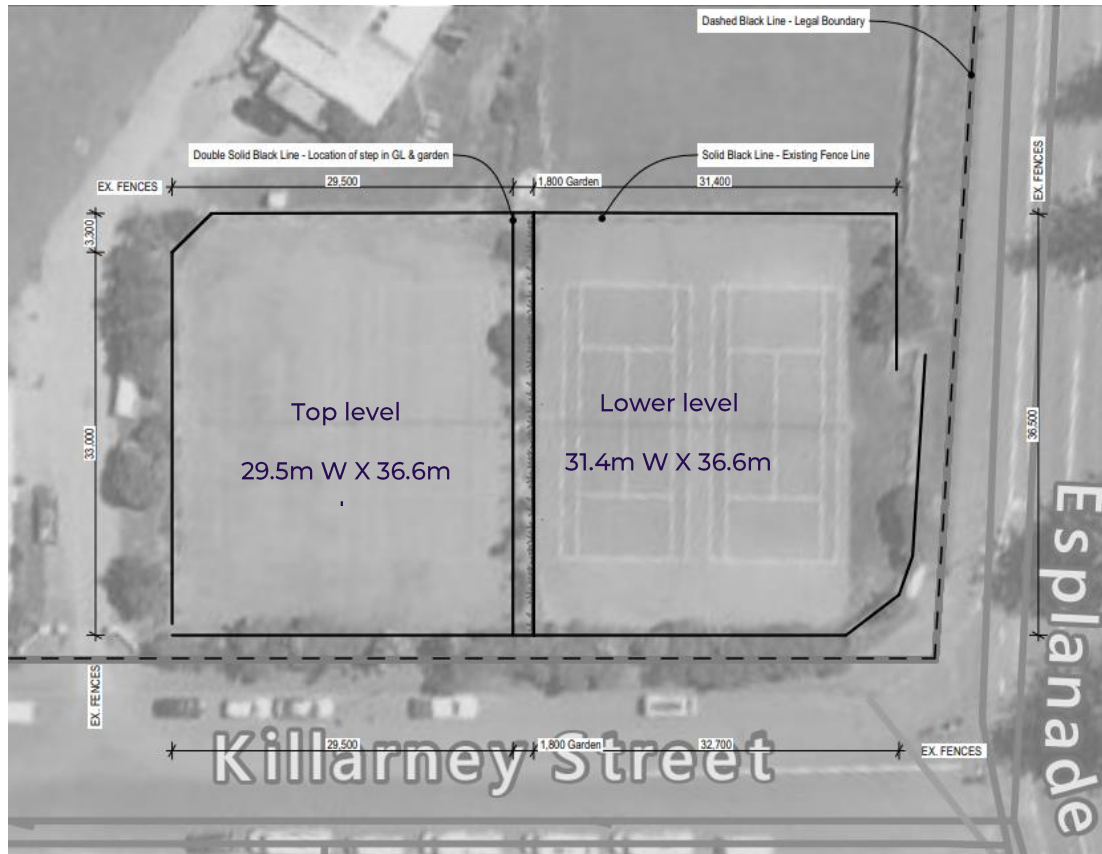 Dashed Black Line - Legal Boundary
Double Solid Black Line - Location of step in GL & garden
Solid Black Line - Existing Fence Line
EX. FENCES
29,500
1,800 Garden
31,400
EX. FENCES
3,300
33,000
36,500
Top level
29.5m W X 36.6m
Lower level
31.4m W X 36.6m
Esplanade
EX. FENCES
29,500
1,800 Garden
32,700
EX. FENCES
Killarney Street